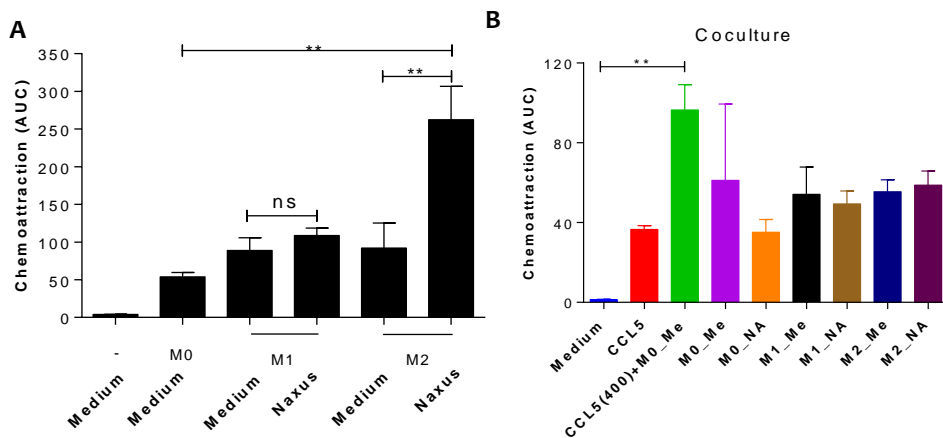 A
Chemoattraction (AUC)
350
300
250
200
150
100
50
0
**
**
ns
-
M0
M1
M2
Medium
Medium
Medium
Naxus
Medium
Naxus
B
Coculture
Chemoattraction (AUC)
120
80
40
0
**
Medium
CCL5
CCL5(400)+M0_Me
M0_Me
M0_NA
M1_Me
M1_NA
M2_Me
M2_NA